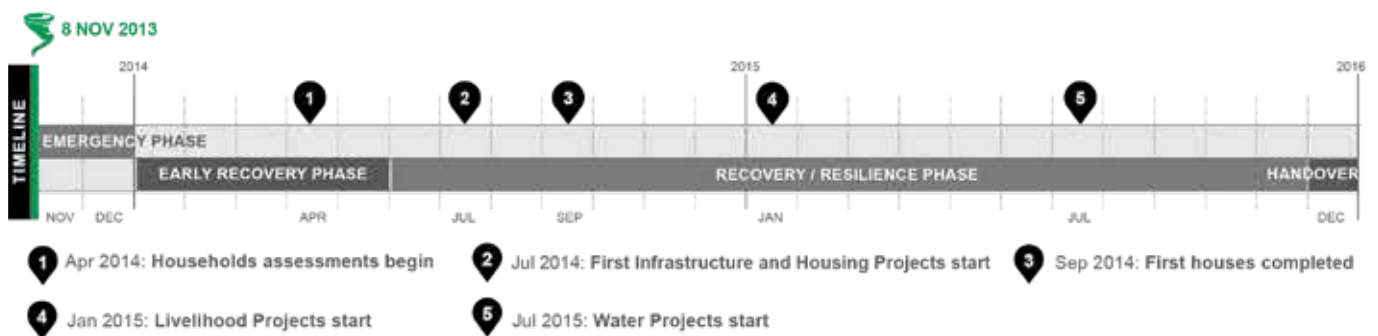 8 NOV 2013
2014 2015 2016
TIMELINE
1 2 3 4 5
EMERGENCY PHASE
EARLY RECOVERY PHASE RECOVERY / RESILIENCE PHASE HANDOVER
NOV DEC APR JUL SEP JAN JUL DEC
1 Apr 2014: Households assessments begin 2 Jul 2014: First Infrastructure and Housing Projects start 3 Sep 2014: First houses completed
4 Jan 2015: Livelihood Projects start 5 Jul 2015: Water Projects start